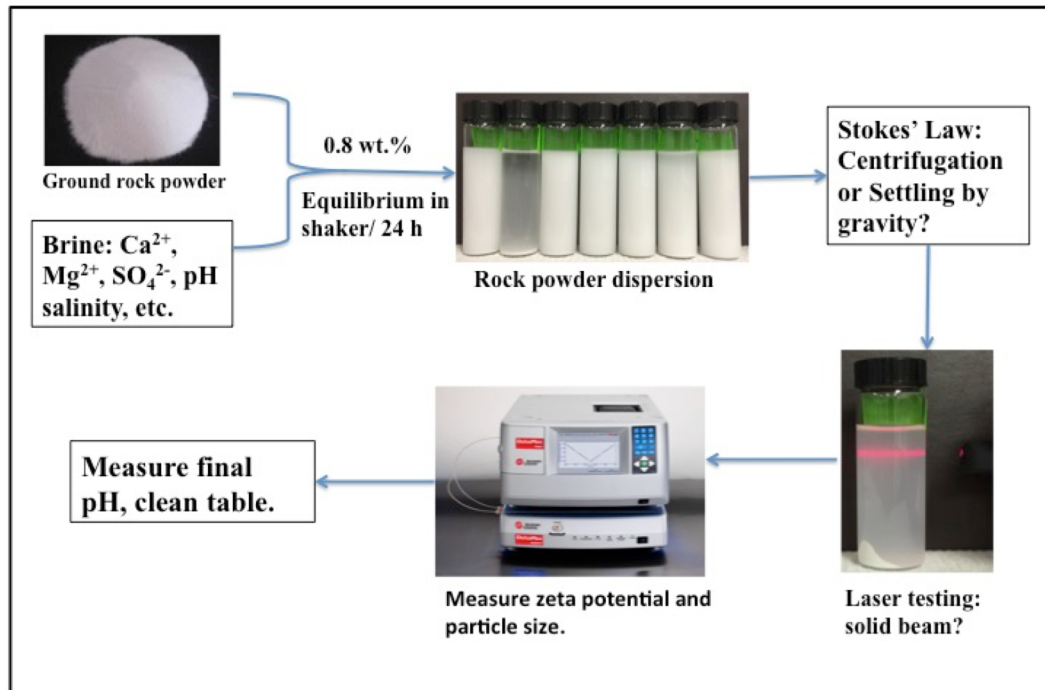 Ground rock powder
Brine: Ca²⁺,
Mg²⁺, SO₄²⁻, pH
salinity, etc.
0.8 wt.%
Equilibrium in
shaker/ 24 h
Rock powder dispersion
Stokes’ Law:
Centrifugation
or Settling by
gravity?
Laser testing:
solid beam?
Measure zeta potential and
particle size.
Measure final
pH, clean table.